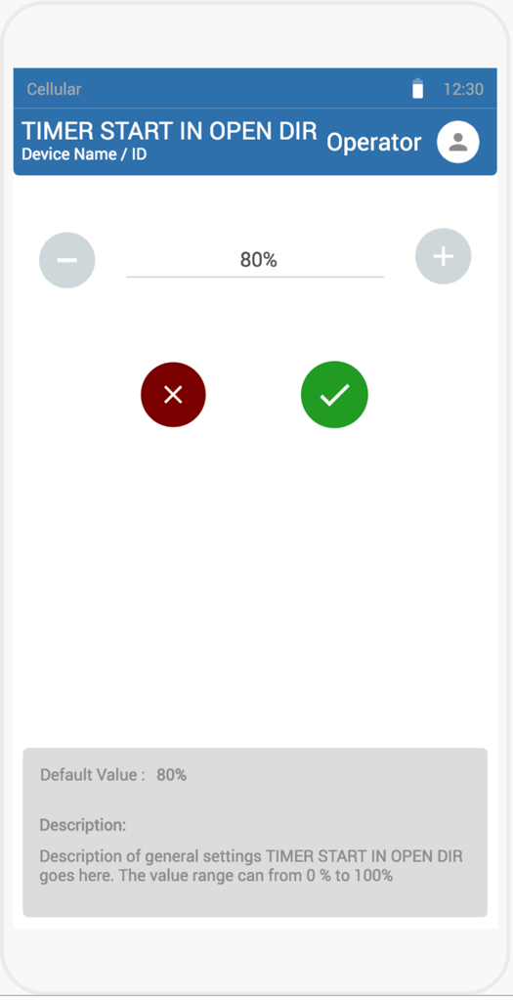 Cellular 12:30
TIMER START IN OPEN DIR
Device Name / ID
Operator
80%
Default Value : 80%
Description:
Description of general settings TIMER START IN OPEN DIR
goes here. The value range can from 0 % to 100%